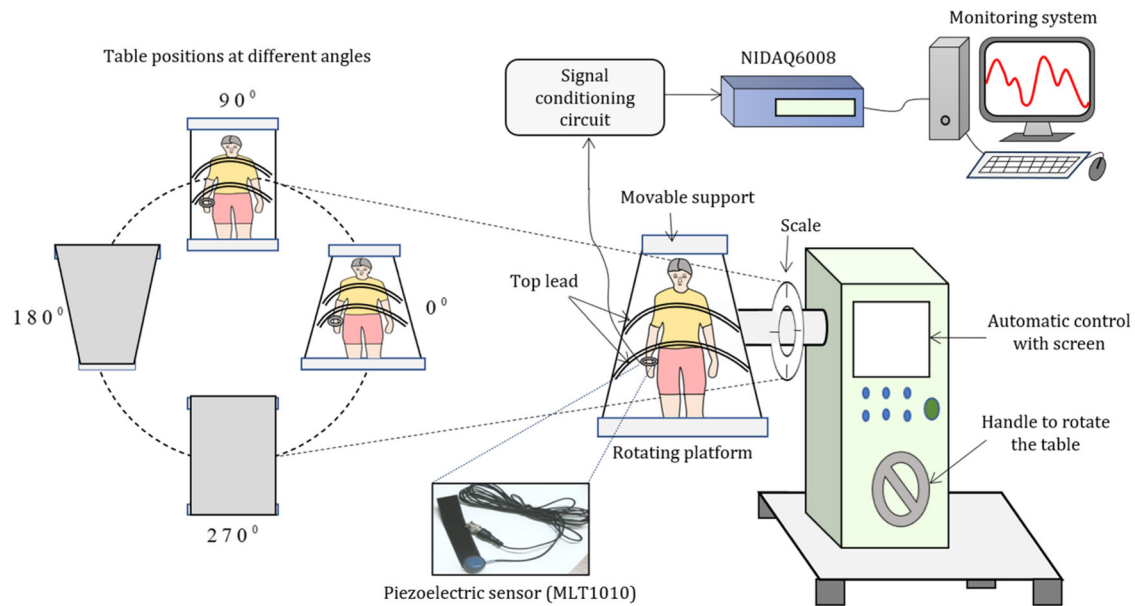 Monitoring system
Table positions at different angles
NIDAQ6008
Signal
conditioning
circuit
90⁰
Movable support
Scale
Top lead
180⁰
0⁰
Automatic control
with screen
Handle to rotate
the table
Rotating platform
270⁰
Piezoelectric sensor (MLT1010)